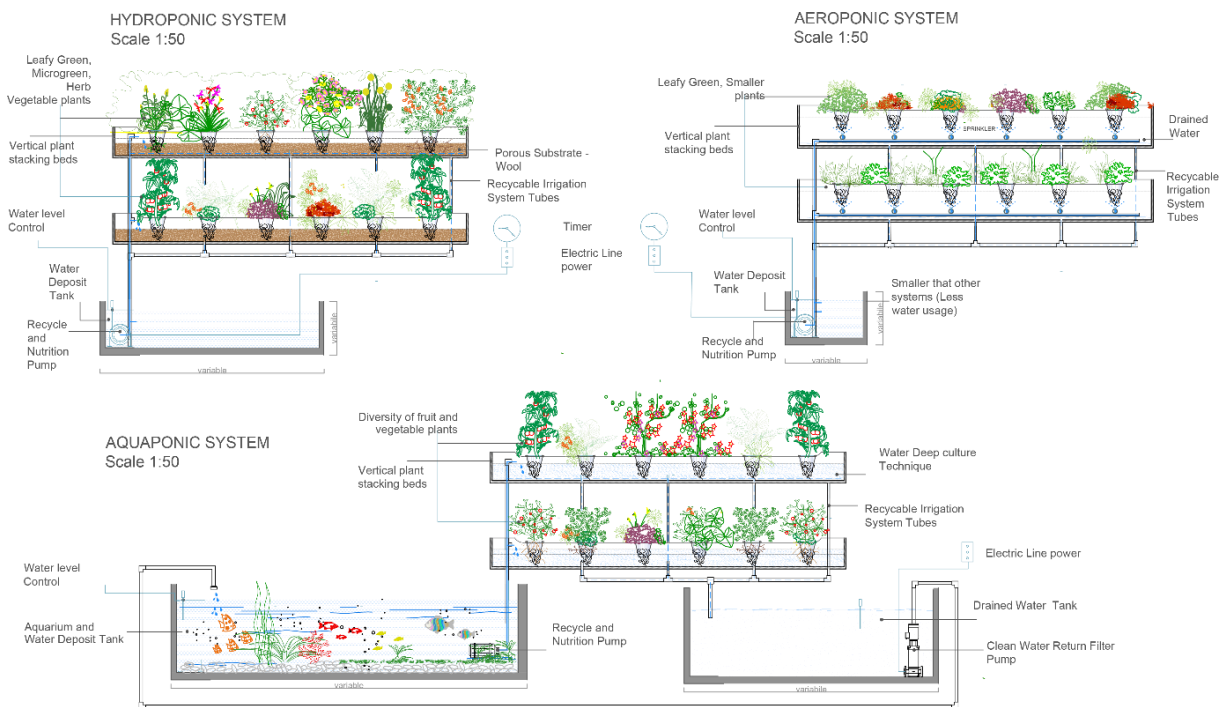 HYDROPONIC SYSTEM
Scale 1:50
Leafy Green,
Microgreen,
Herb
Vegetable plants
Vertical plant
stacking beds
Water level
Control
Water
Deposit
Tank
Recycle
and
Nutrition
Pump
variable
variabile
Porous Substrate -
Wool
Recycable Irrigation
System Tubes
Timer
Electric Line
power
AEROPONIC SYSTEM
Scale 1:50
Leafy Green, Smaller
plants
Vertical plant
stacking beds
SPRINKLER
Drained
Water
Recycable
Irrigation
System
Tubes
Water level
Control
Water Deposit
Tank
Smaller that other
systems (Less
water usage)
Recycle and
Nutrition Pump
variabile
variable
AQUAPONIC SYSTEM
Scale 1:50
Diversity of fruit and
vegetable plants
Vertical plant
stacking beds
Water Deep culture
Technique
Recycable Irrigation
System Tubes
Electric Line power
Water level
Control
Aquarium and
Water Deposit Tank
Recycle and
Nutrition Pump
Drained Water Tank
Clean Water Return Filter
Pump
variable
variabile